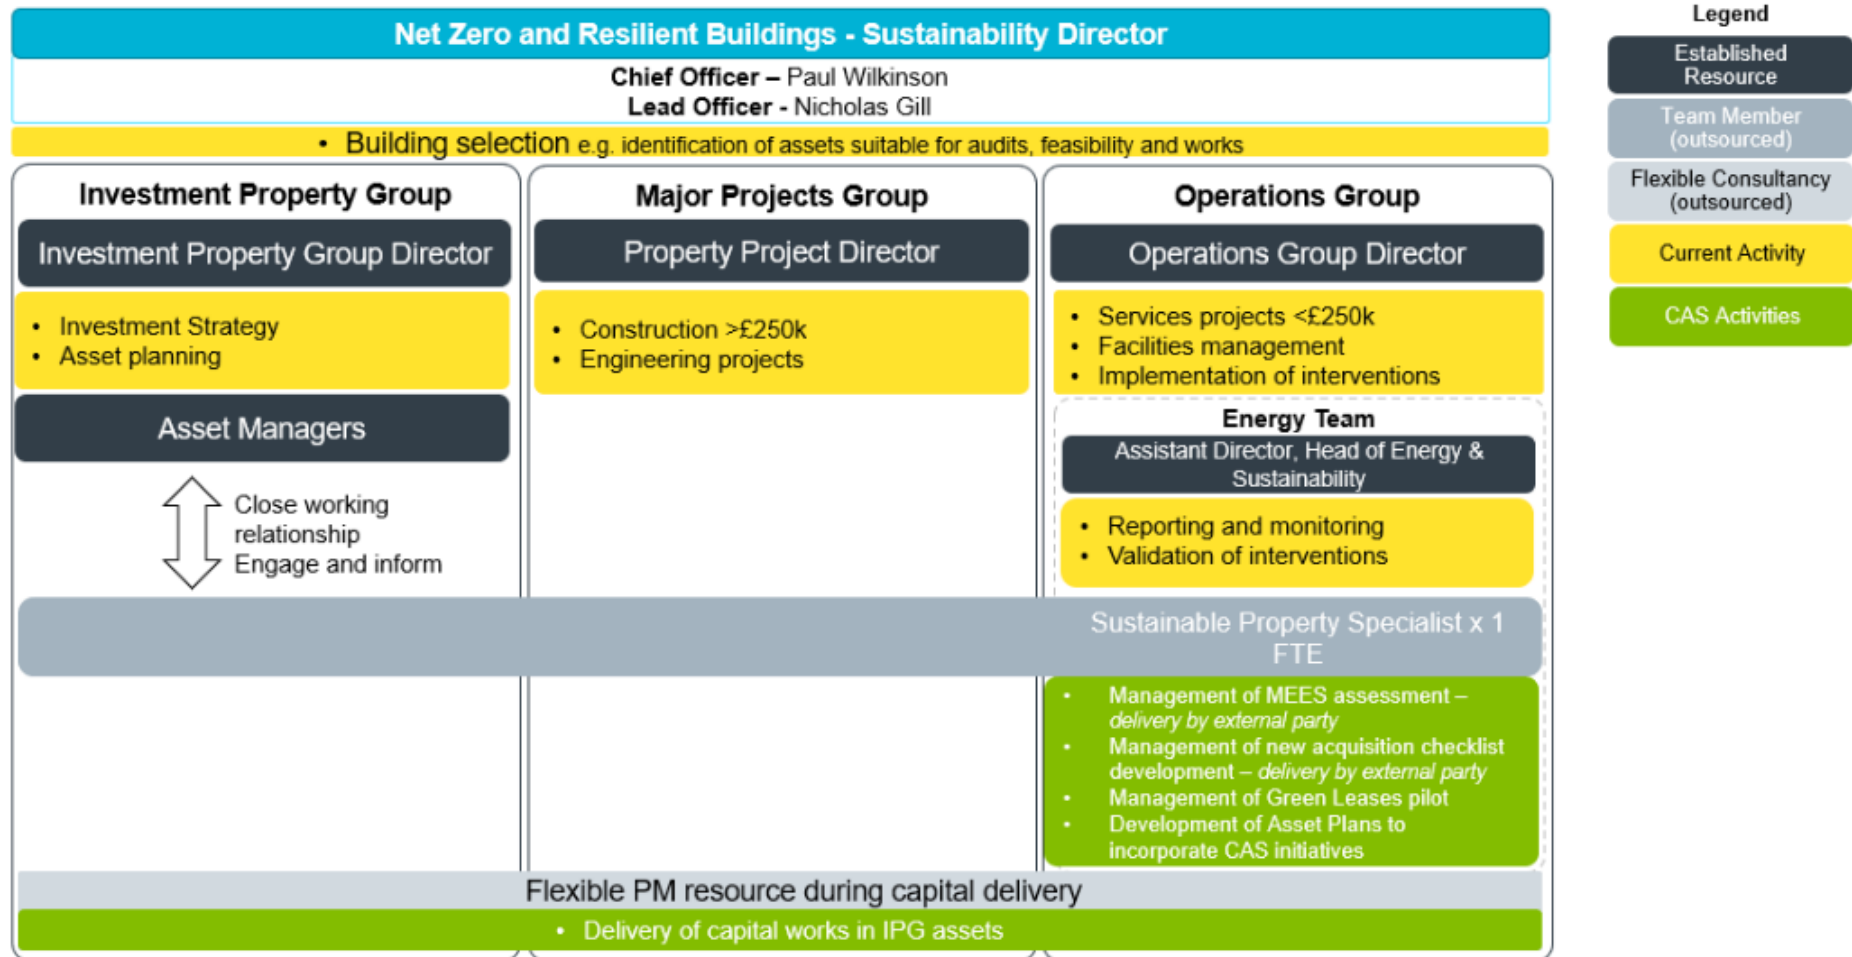 Net Zero and Resilient Buildings - Sustainability Director
Chief Officer – Paul Wilkinson
Lead Officer - Nicholas Gill
• Building selection e.g. identification of assets suitable for audits, feasibility and works
Investment Property Group
Investment Property Group Director
• Investment Strategy
• Asset planning
Asset Managers
Close working
relationship
Engage and inform
Major Projects Group
Property Project Director
• Construction >£250k
• Engineering projects
Operations Group
Operations Group Director
• Services projects <£250k
• Facilities management
• Implementation of interventions
Energy Team
Assistant Director, Head of Energy &
Sustainability
• Reporting and monitoring
• Validation of interventions
Sustainable Property Specialist x 1
FTE
• Management of MEES assessment –
delivery by external party
• Management of new acquisition checklist
development – delivery by external party
• Management of Green Leases pilot
• Development of Asset Plans to
incorporate CAS initiatives
Flexible PM resource during capital delivery
• Delivery of capital works in IPG assets
Legend
Established
Resource
Team Member
(outsourced)
Flexible Consultancy
(outsourced)
Current Activity
CAS Activities